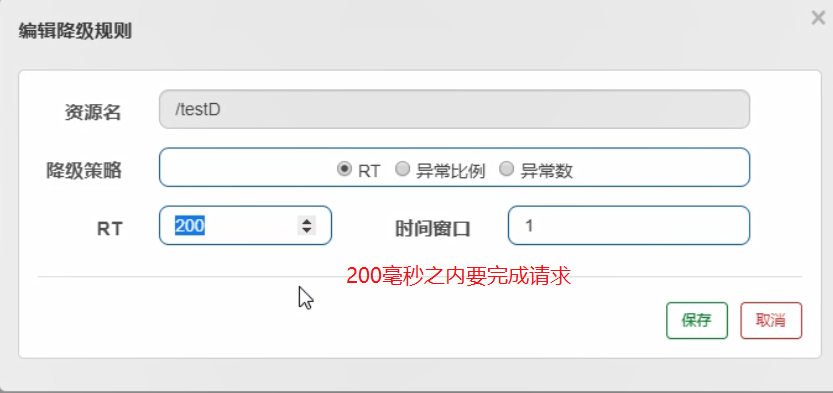 编辑降级规则
×
资源名 /testD
降级策略 RT 异常比例 异常数
RT 200 时间窗口 1
200毫秒之内要完成请求
保存 取消